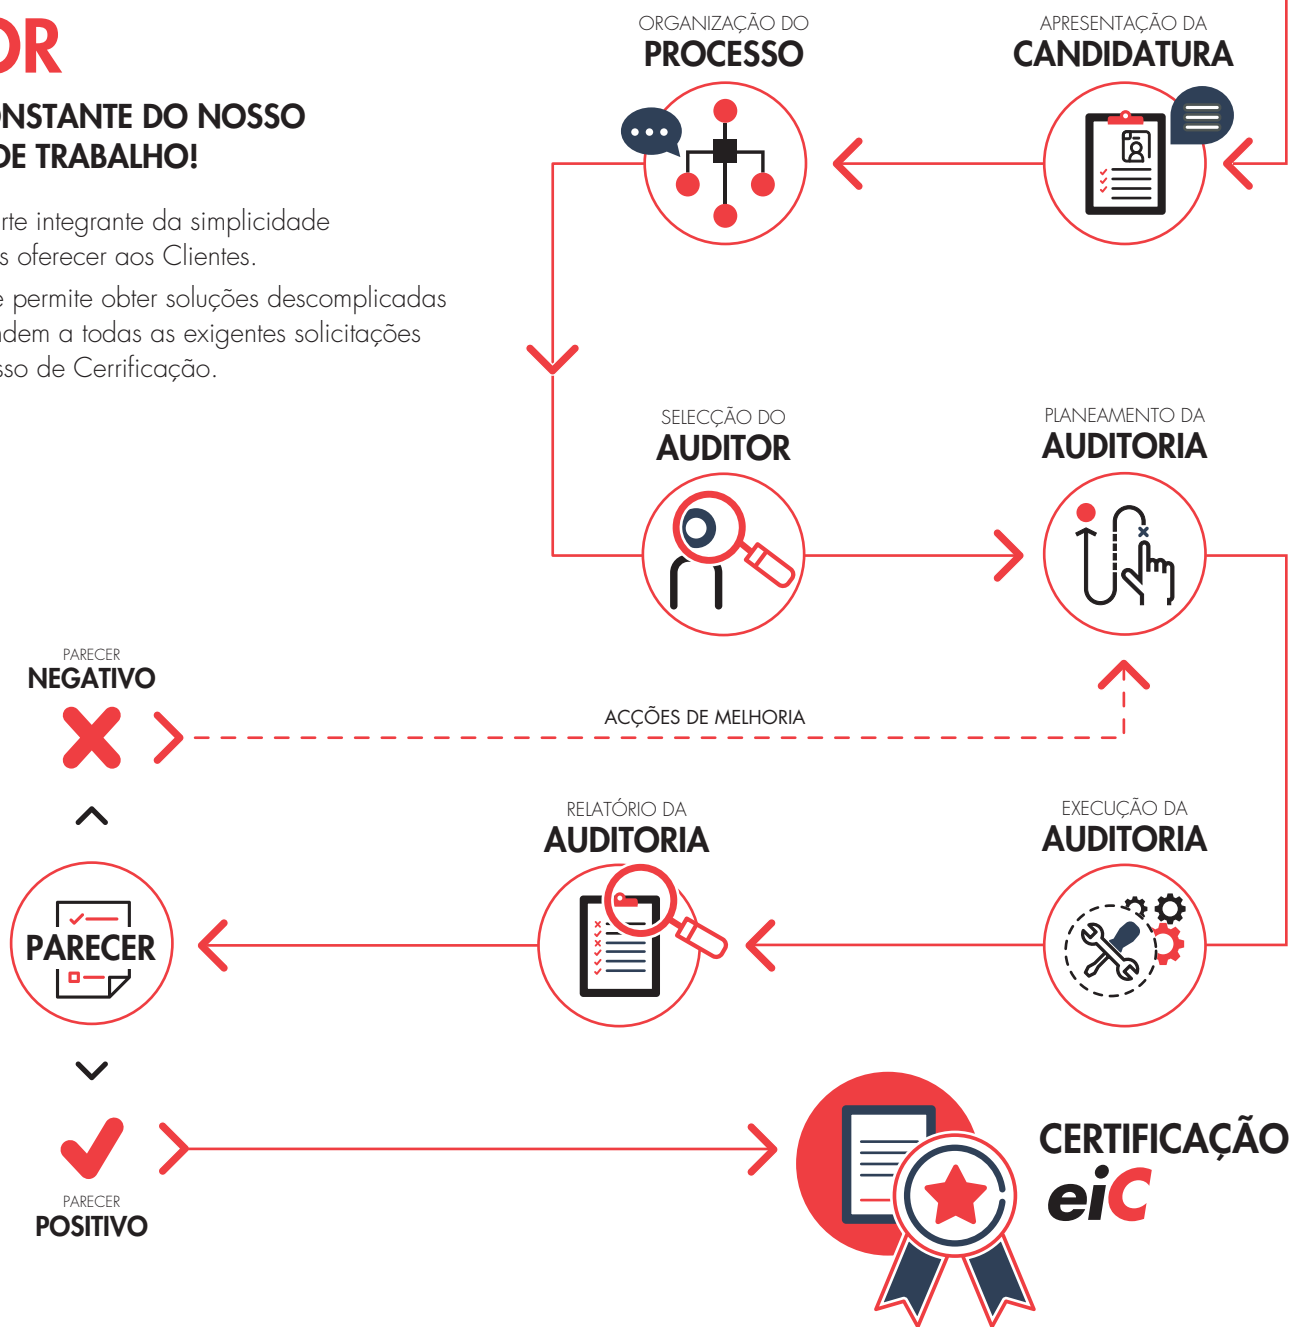 OR
ONSTANTE DO NOSSO
DE TRABALHO!
rte integrante da simplicidade
s oferecer aos Clientes.
e permite obter soluções descomplicadas
ndem a todas as exigentes solicitações
sso de Cerrificação.
ORGANIZAÇÃO DO
PROCESSO
APRESENTAÇÃO DA
CANDIDATURA
SELECÇÃO DO
AUDITOR
PLANEAMENTO DA
AUDITORIA
PARECER
NEGATIVO
ACÇÕES DE MELHORIA
RELATÓRIO DA
AUDITORIA
EXECUÇÃO DA
AUDITORIA
PARECER
PARECER
POSITIVO
CERTIFICAÇÃO
eiC